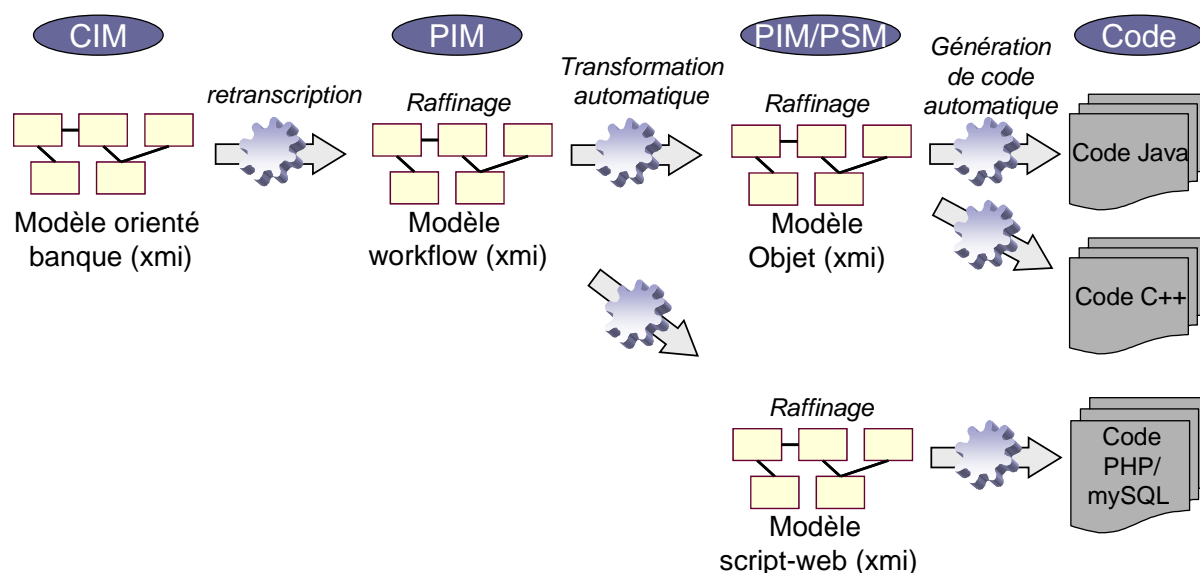 CIM
PIM
PIM/PSM
Code
retranscription
Transformation
automatique
Génération
de code
automatique
Raffinage
Raffinage
Modèle orienté
banque (xmi)
Modèle
workflow (xmi)
Modèle
Objet (xmi)
Code Java
Code C++
Raffinage
Modèle
script-web (xmi)
Code
PHP/
mySQL